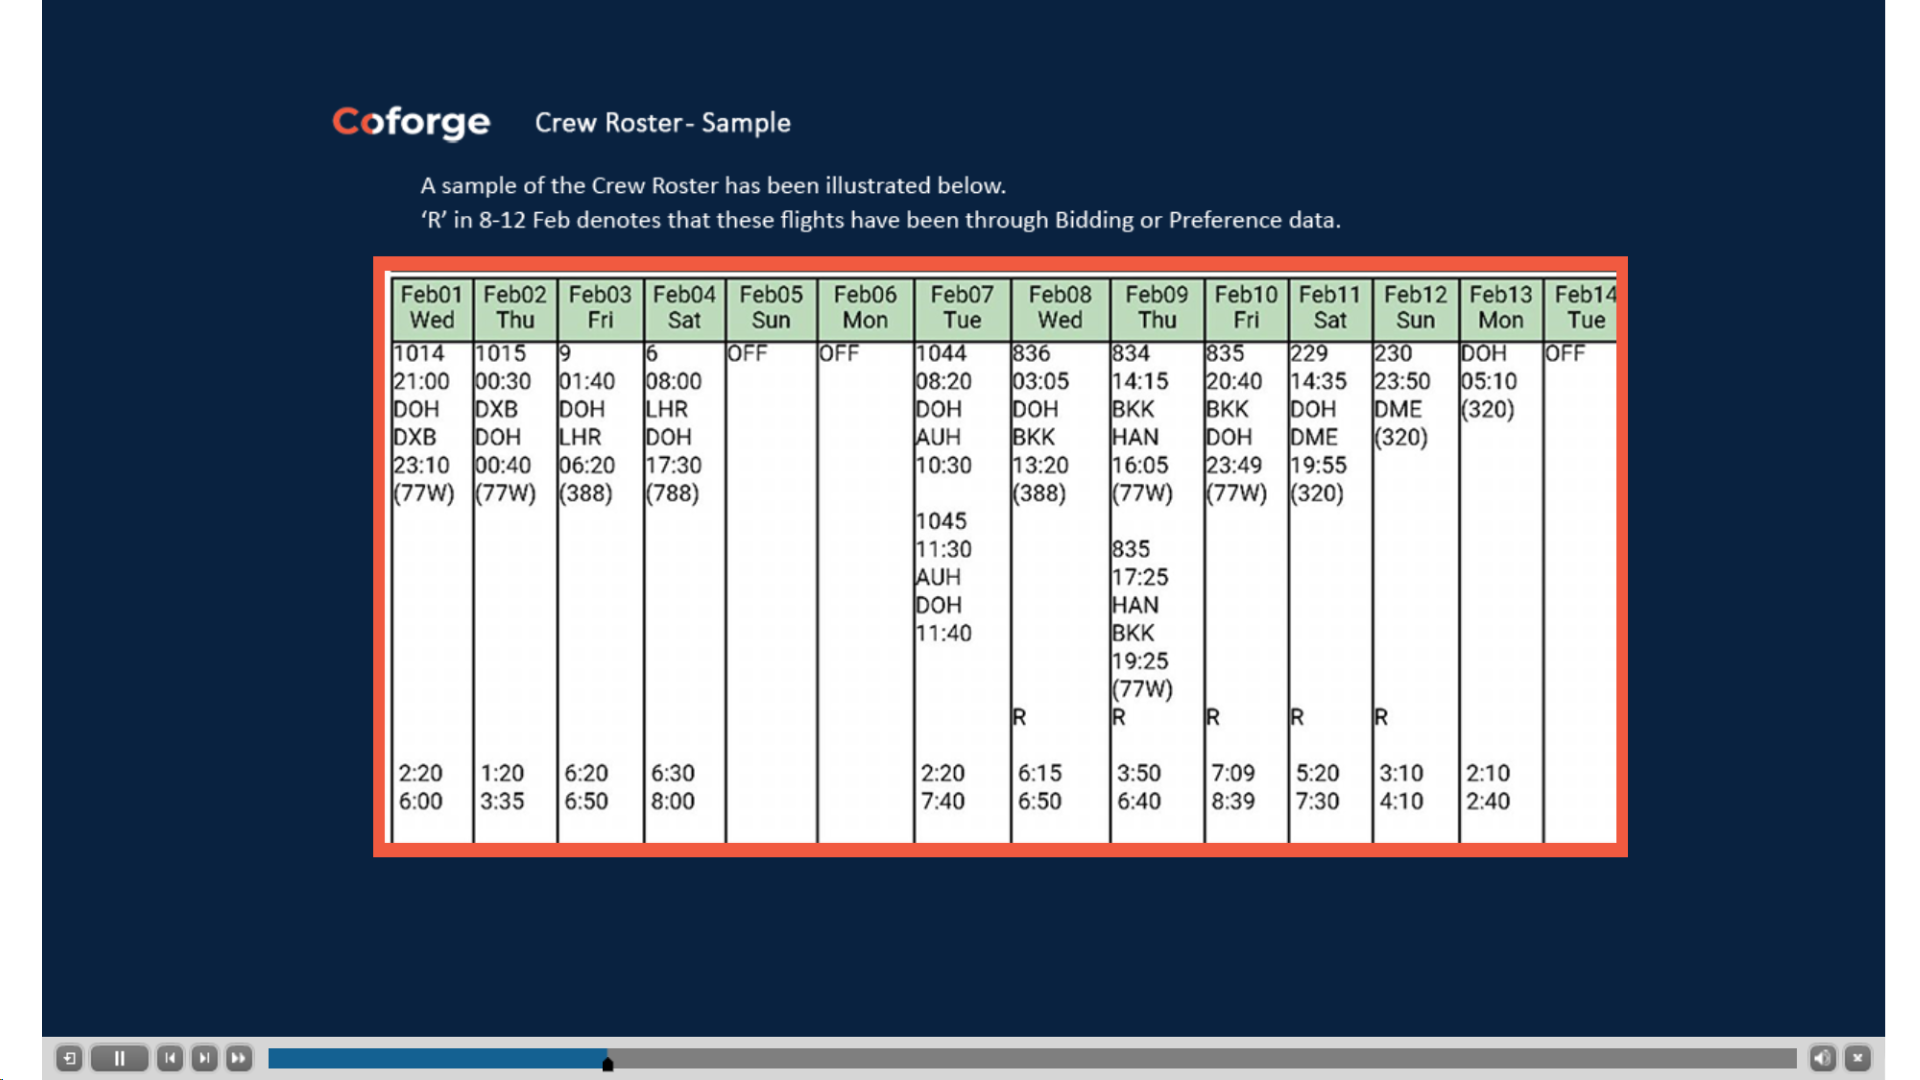 Coforge
Crew Roster- Sample
A sample of the Crew Roster has been illustrated below.
‘R’ in 8-12 Feb denotes that these flights have been through Bidding or Preference data.
Feb01 Feb02 Feb03 Feb04 Feb05 Feb06 Feb07 Feb08 Feb09 Feb10 Feb11 Feb12 Feb13 Feb14
Wed Thu Fri Sat Sun Mon Tue Wed Thu Fri Sat Sun Mon Tue
1014 1015 9 6 OFF OFF 1044 836 834 835 229 230 DOH OFF
21:00 00:30 01:40 08:00 08:20 03:05 14:15 20:40 14:35 23:50 05:10
DOH DXB DOH LHR DOH DOH BKK BKK DOH DME (320)
DXB DOH LHR DOH AUH BKK HAN DOH DME (320)
23:10 00:40 06:20 17:30 10:30 13:20 16:05 23:49 19:55
(77W) (77W) (388) (788) (388) (77W) (77W) (320)
1045
11:30 835
AUH 17:25
DOH HAN
11:40 BKK
19:25
(77W)
R R R R R
2:20 1:20 6:20 6:30 2:20 6:15 3:50 7:09 5:20 3:10 2:10
6:00 3:35 6:50 8:00 7:40 6:50 6:40 8:39 7:30 4:10 2:40